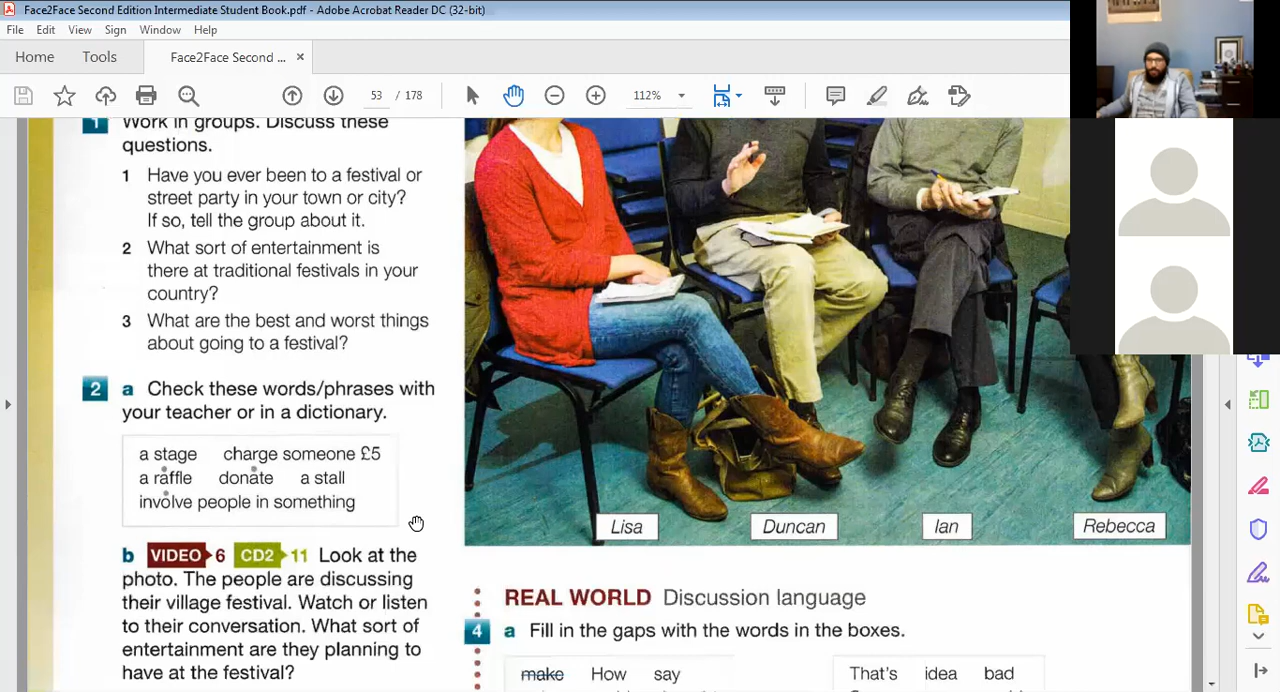 Face2Face Second Edition Intermediate Student Book.pdf - Adobe Acrobat Reader DC (32-bit)
File Edit View Sign Window Help
Home Tools Face2Face Second ... ×
53 / 178 112%
1 Work in groups. Discuss these
questions.
1 Have you ever been to a festival or
street party in your town or city?
If so, tell the group about it.
2 What sort of entertainment is
there at traditional festivals in your
country?
3 What are the best and worst things
about going to a festival?
2 a Check these words/phrases with
your teacher or in a dictionary.
a stage charge someone £5
a raffle donate a stall
involve people in something
b VIDEO 6 CD2 11 Look at the
photo. The people are discussing
their village festival. Watch or listen
to their conversation. What sort of
entertainment are they planning to
have at the festival?
Lisa Duncan Ian Rebecca
REAL WORLD Discussion language
4 a Fill in the gaps with the words in the boxes.
make How say
That's idea bad